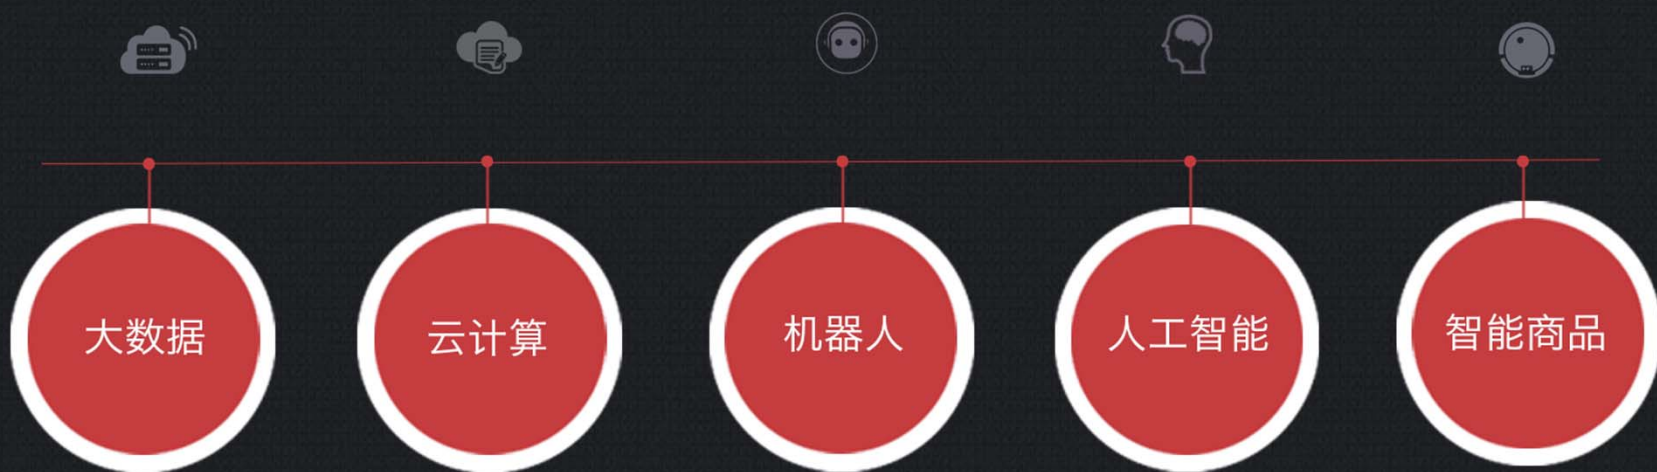 大数据
云计算
机器人
人工智能
智能商品